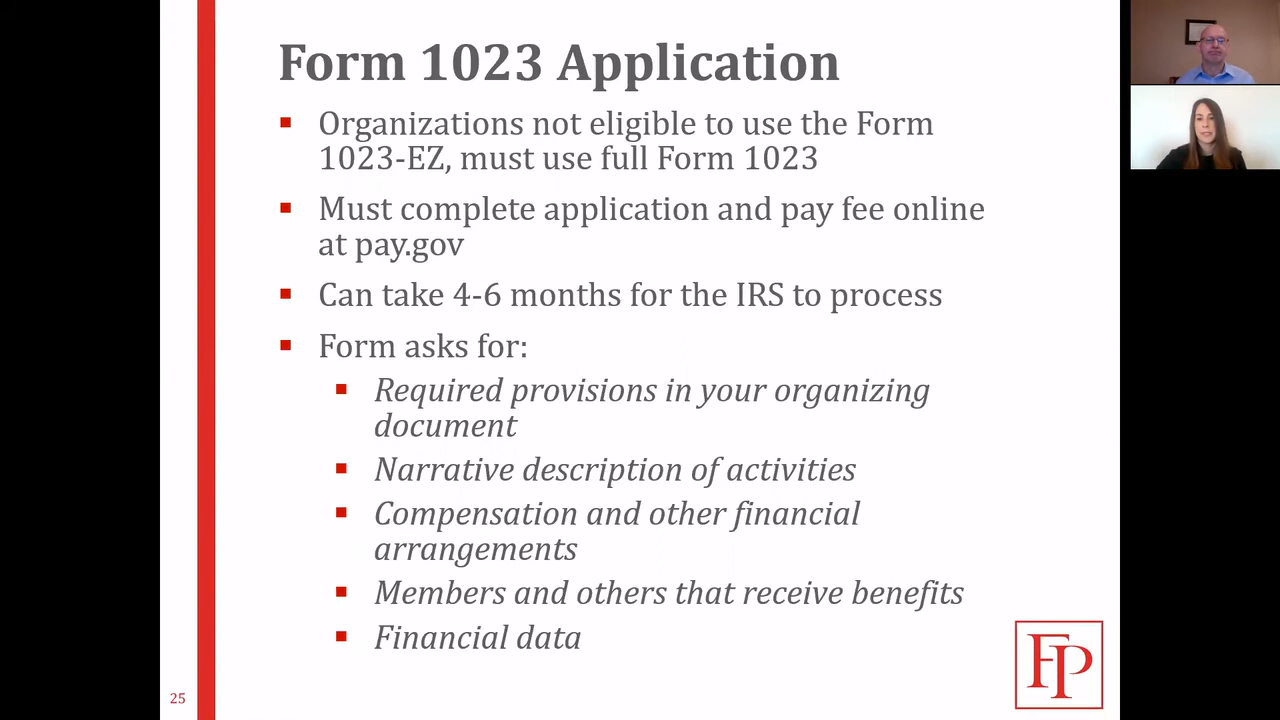 Form 1023 Application
Organizations not eligible to use the Form
1023-EZ, must use full Form 1023
Must complete application and pay fee online
at pay.gov
Can take 4-6 months for the IRS to process
Form asks for:
Required provisions in your organizing
document
Narrative description of activities
Compensation and other financial
arrangements
Members and others that receive benefits
Financial data
FP
25